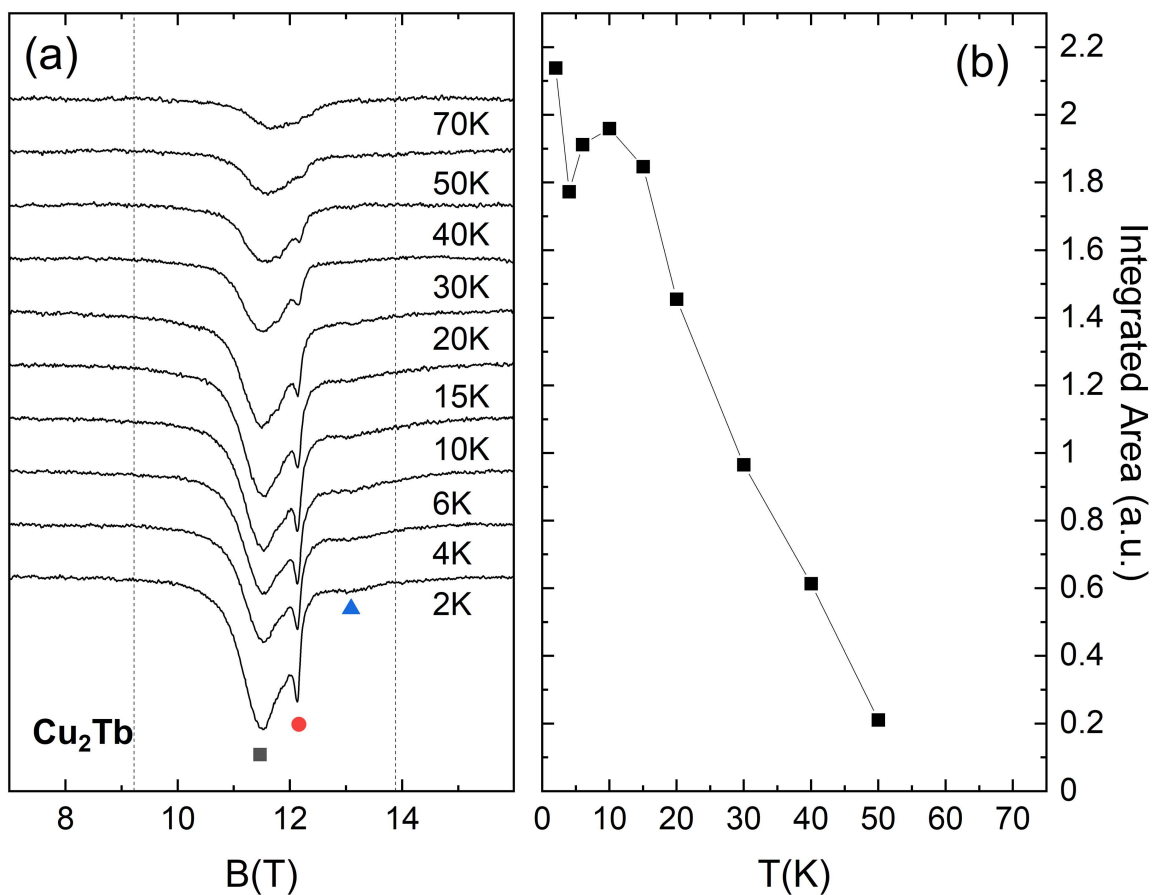 (a)
70K
50K
40K
30K
20K
15K
10K
6K
4K
2K
Cu₂Tb
8 10 12 14
B(T)
(b)
2.2
2
1.8
1.6
1.4
1.2
1
0.8
0.6
0.4
0.2
0
Integrated Area (a.u.)
0 10 20 30 40 50 60 70
T(K)